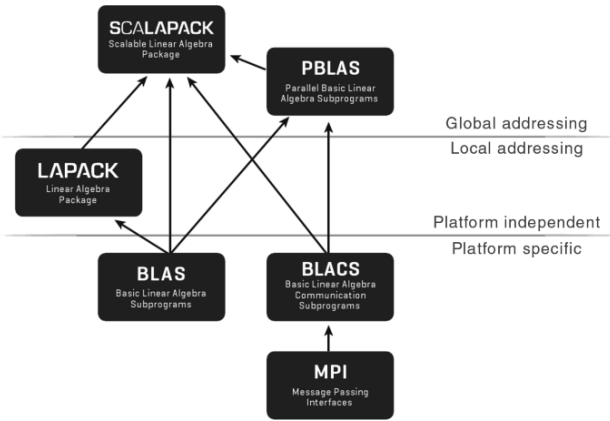 SCALAPACK
Scalable Linear Algebra
Package
PBLAS
Parallel Basic Linear
Algebra Subprograms
Global addressing
Local addressing
LAPACK
Linear Algebra
Package
Platform independent
Platform specific
BLAS
Basic Linear Algebra
Subprograms
BLACS
Basic Linear Algebra
Communication
Subprograms
MPI
Message Passing
Interfaces